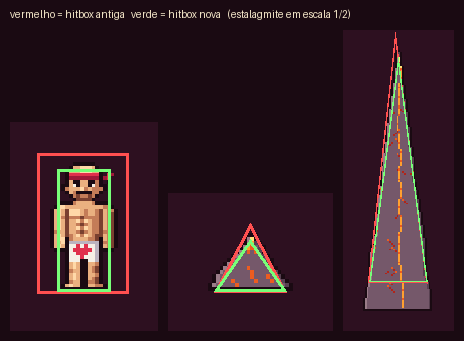 vermelho = hitbox antiga  verde = hitbox nova  (estalagmite em escala 1/2)